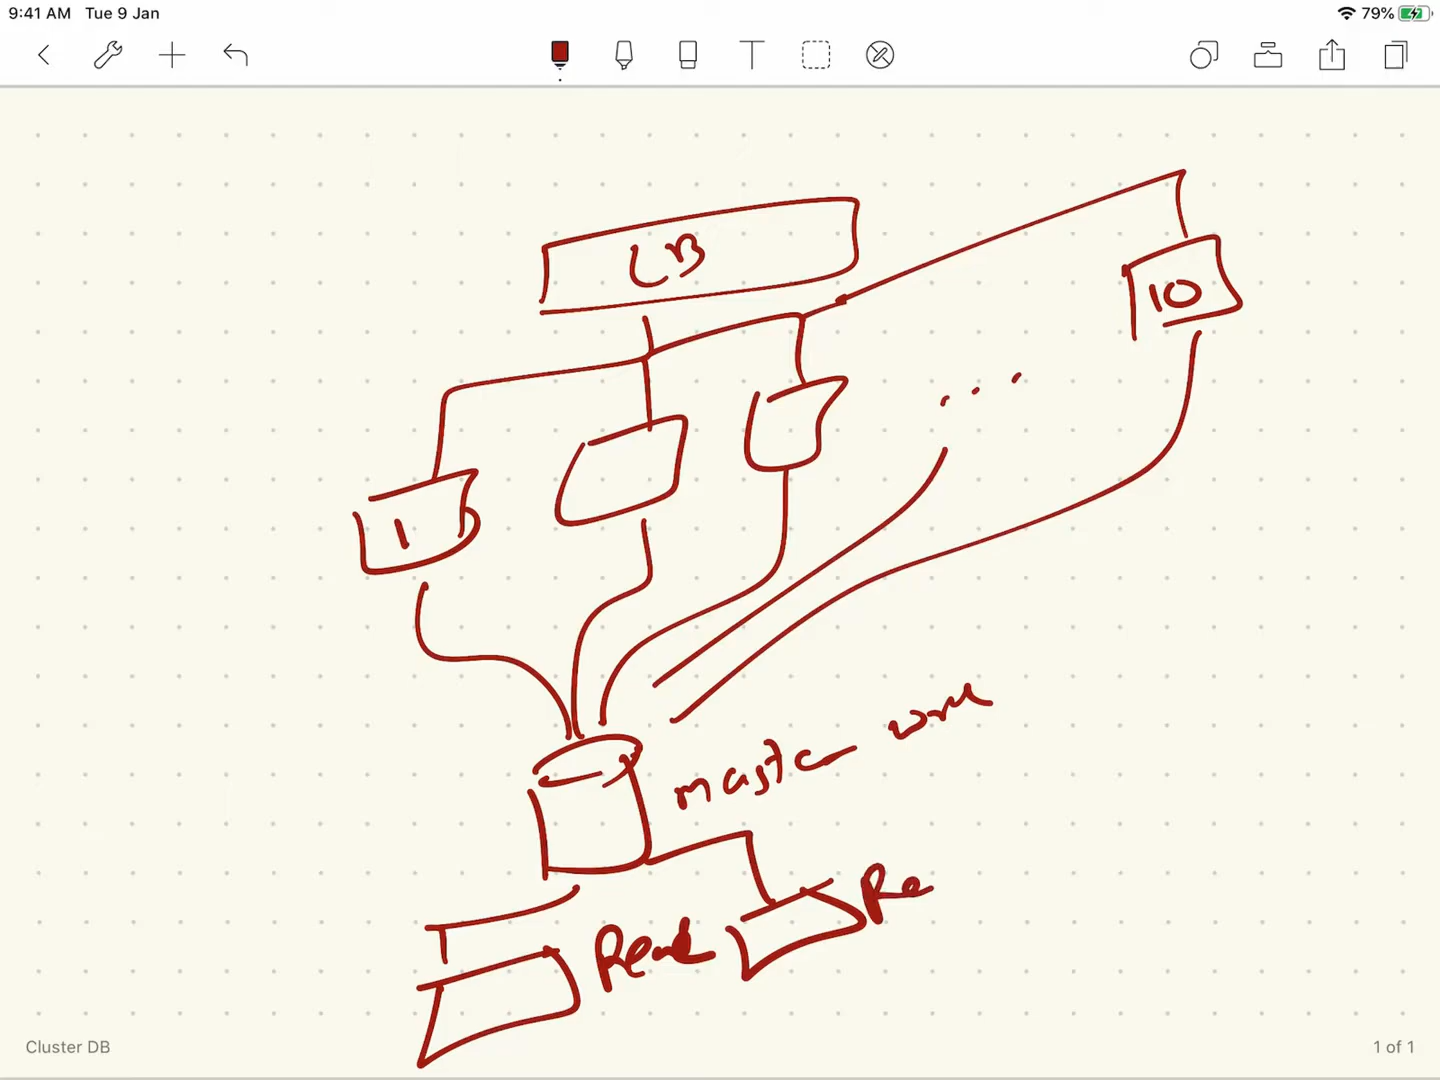 9:41 AM Tue 9 Jan
79%
LB
10
1
master
Read
Re
Cluster DB
1 of 1